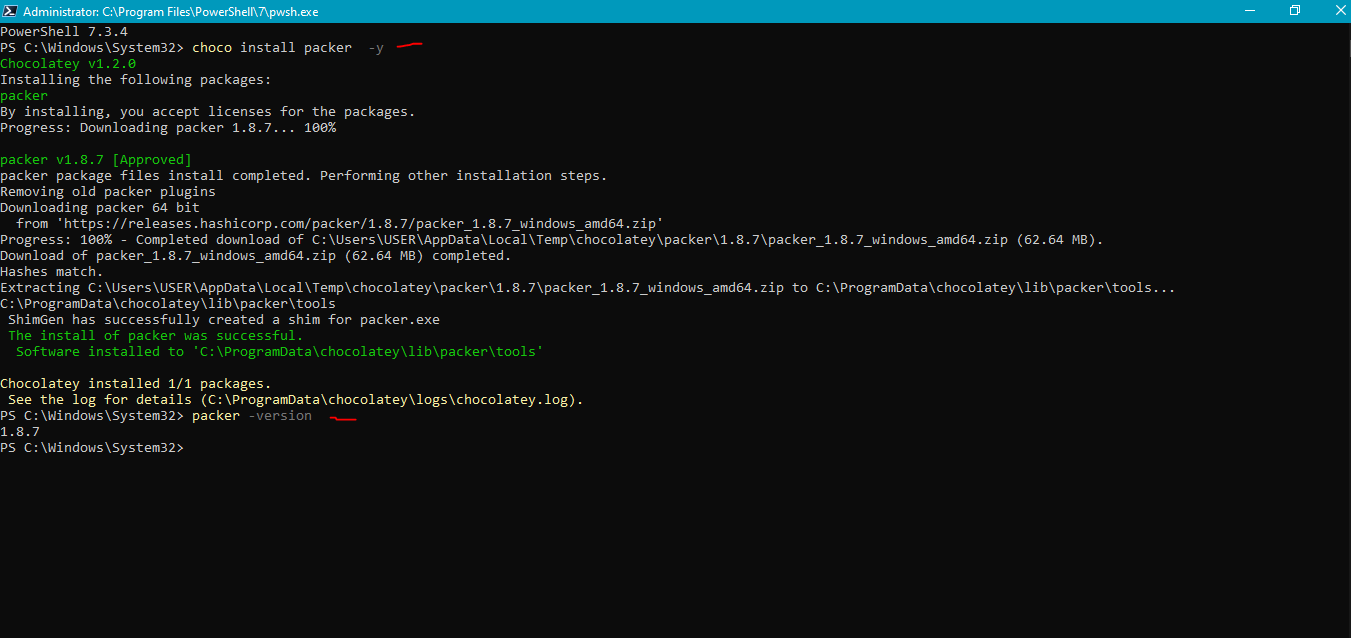 Administrator: C:\Program Files\PowerShell\7\pwsh.exe
PowerShell 7.3.4
PS C:\Windows\System32> choco install packer  -y
Chocolatey v1.2.0
Installing the following packages:
packer
By installing, you accept licenses for the packages.
Progress: Downloading packer 1.8.7... 100%
packer v1.8.7 [Approved]
packer package files install completed. Performing other installation steps.
Removing old packer plugins
Downloading packer 64 bit
  from 'https://releases.hashicorp.com/packer/1.8.7/packer_1.8.7_windows_amd64.zip'
Progress: 100% - Completed download of C:\Users\USER\AppData\Local\Temp\chocolatey\packer\1.8.7\packer_1.8.7_windows_amd64.zip (62.64 MB).
Download of packer_1.8.7_windows_amd64.zip (62.64 MB) completed.
Hashes match.
Extracting C:\Users\USER\AppData\Local\Temp\chocolatey\packer\1.8.7\packer_1.8.7_windows_amd64.zip to C:\ProgramData\chocolatey\lib\packer\tools...
C:\ProgramData\chocolatey\lib\packer\tools
 ShimGen has successfully created a shim for packer.exe
 The install of packer was successful.
  Software installed to 'C:\ProgramData\chocolatey\lib\packer\tools'
Chocolatey installed 1/1 packages.
 See the log for details (C:\ProgramData\chocolatey\logs\chocolatey.log).
PS C:\Windows\System32> packer -version
1.8.7
PS C:\Windows\System32>